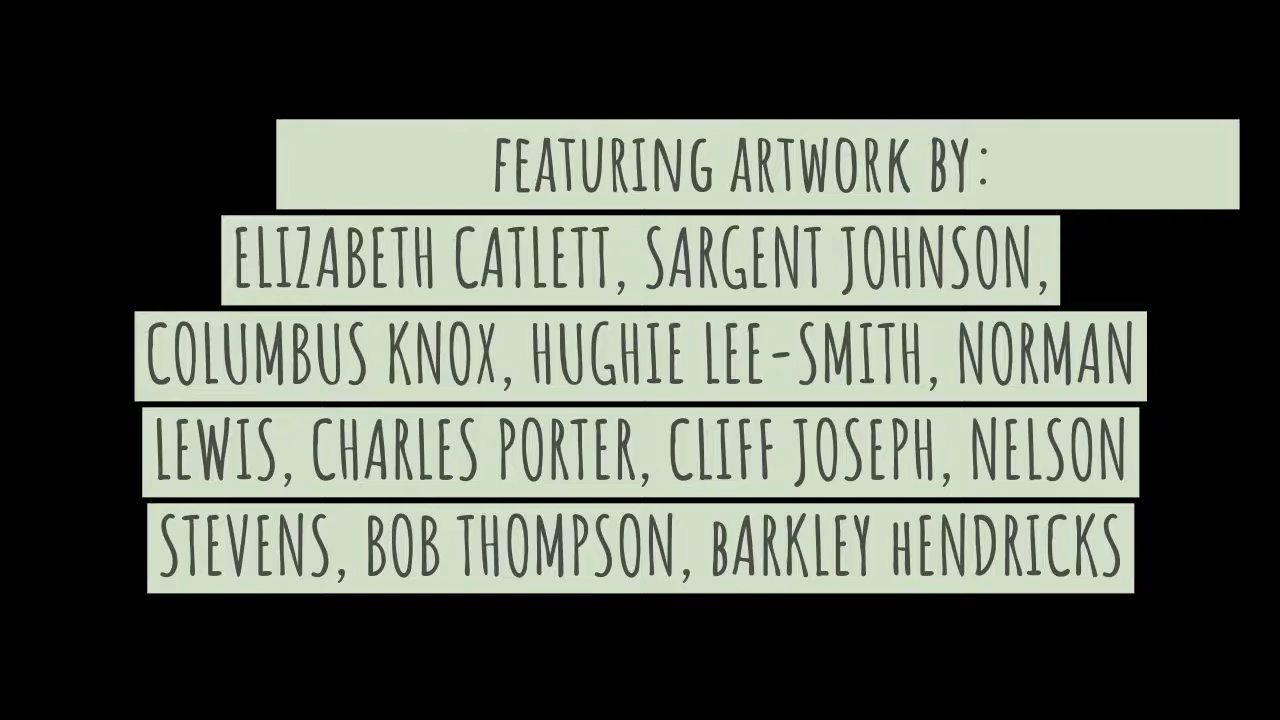 FEATURING ARTWORK BY:
ELIZABETH CATLETT, SARGENT JOHNSON,
COLUMBUS KNOX, HUGHIE LEE-SMITH, NORMAN
LEWIS, CHARLES PORTER, CLIFF JOSEPH, NELSON
STEVENS, BOB THOMPSON, BARKLEY HENDRICKS